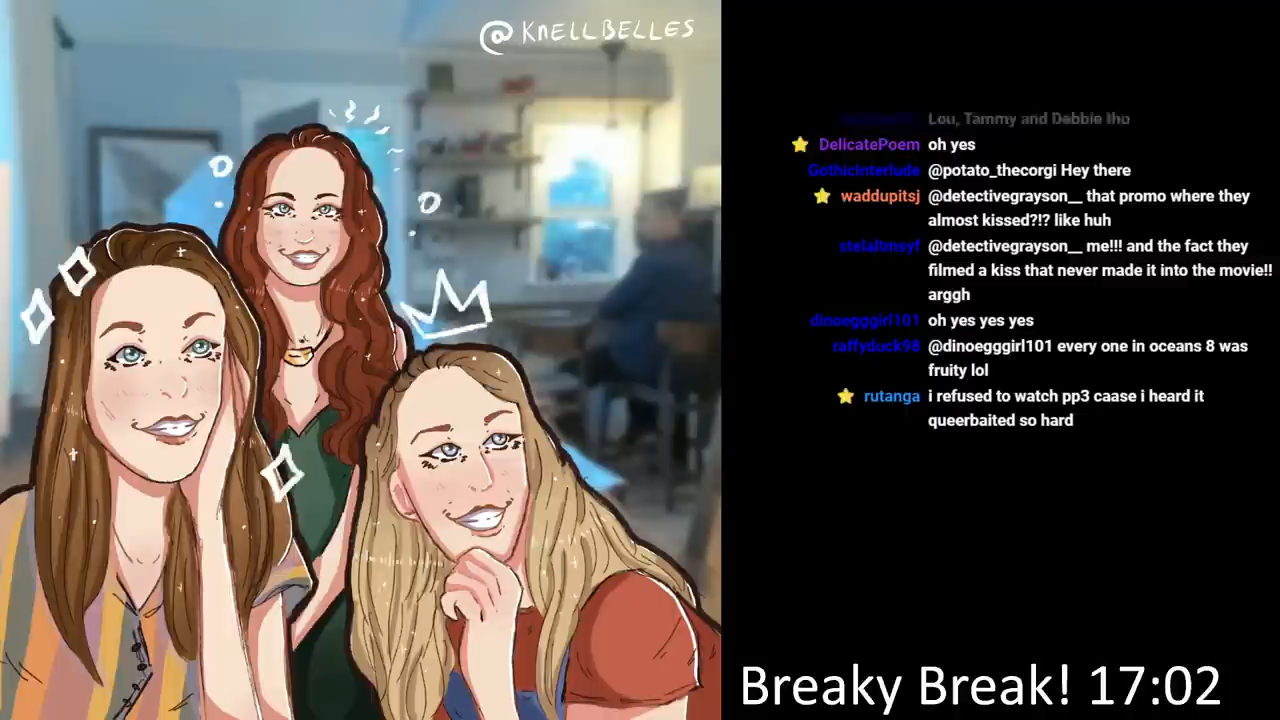 @KNELLBELLES
Lou, Tammy and Debbie tho
DelicatePoem oh yes
GothicInterlude @potato_thecorgi Hey there
waddupitsj @detectivegrayson__ that promo where they
almost kissed?!? like huh
stelaltmsyf @detectivegrayson__ me!!! and the fact they
filmed a kiss that never made it into the movie!!
arggh
dinoegggirl101 oh yes yes yes
raffyduck98 @dinoegggirl101 every one in oceans 8 was
fruity lol
rutanga i refused to watch pp3 caase i heard it
queerbaited so hard
Breaky Break! 17:02